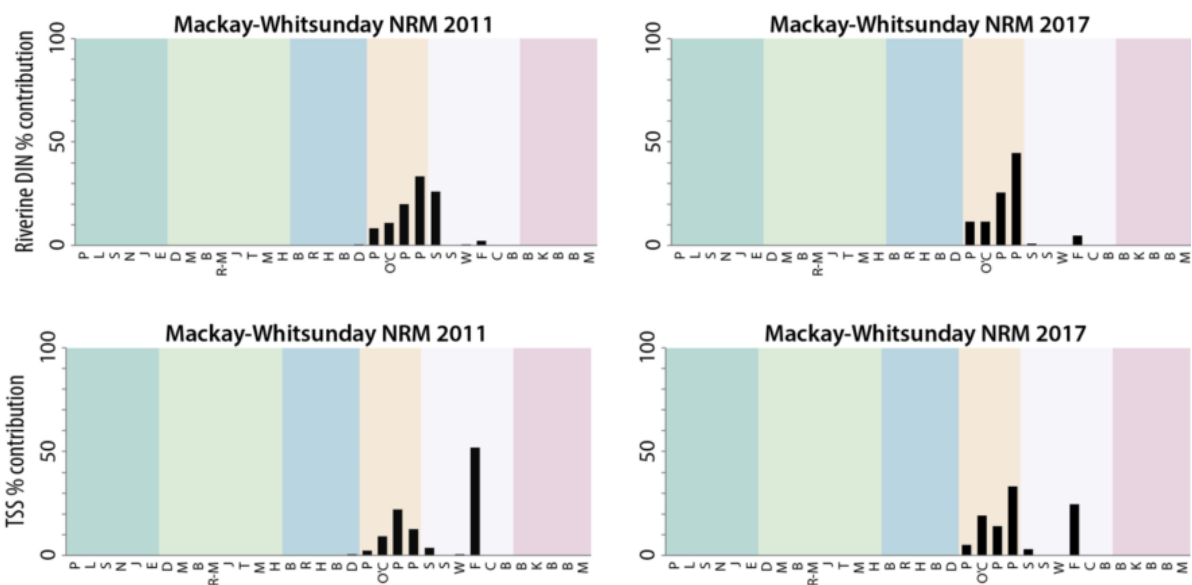 Mackay-Whitsunday NRM 2011
Riverine DIN % contribution
100
50
0
P L S N J E D M B R-M J T M H B R H B D P O'C P P S S W F C B B K B B M
Mackay-Whitsunday NRM 2017
100
50
0
P L S N J E D M B R-M J T M H B R H B D P O'C P P S S W F C B B K B B M
Mackay-Whitsunday NRM 2011
TSS % contribution
100
50
0
P L S N J E D M B R-M J T M H B R H B D P O'C P P S S W F C B B K B B M
Mackay-Whitsunday NRM 2017
100
50
0
P L S N J E D M B R-M J T M H B R H B D P O'C P P S S W F C B B K B B M